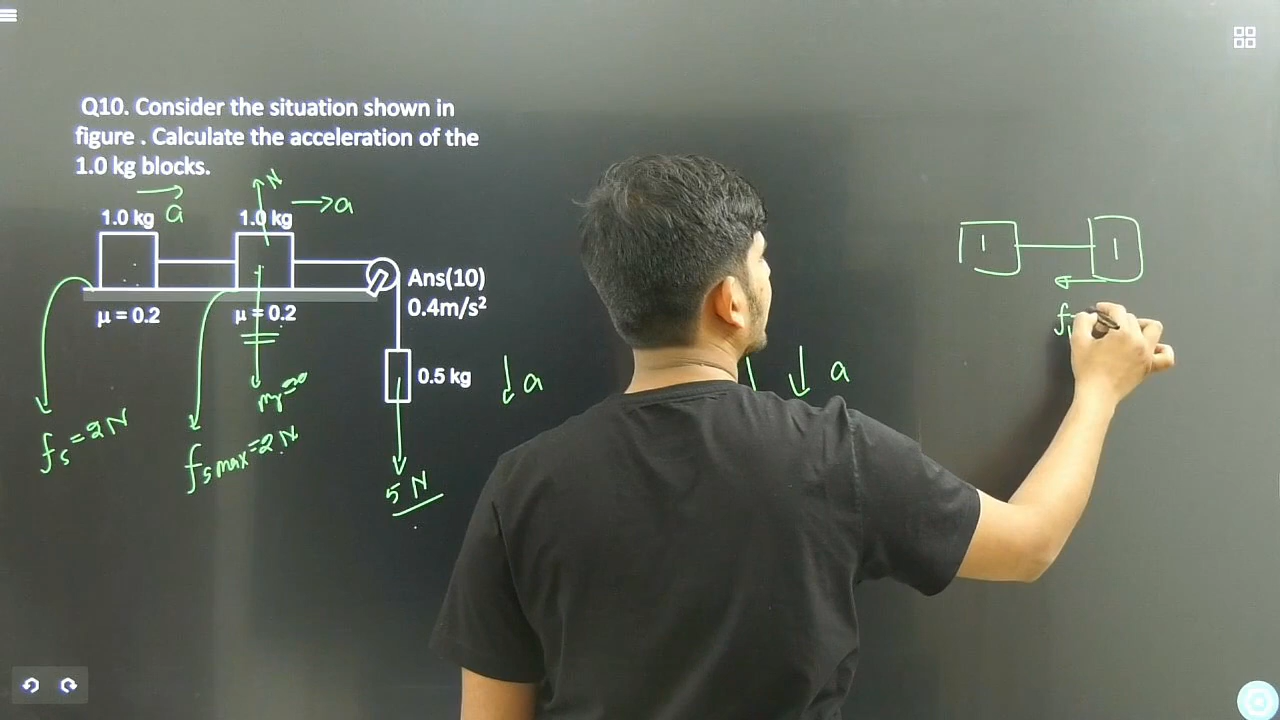 Q10. Consider the situation shown in
figure . Calculate the acceleration of the
1.0 kg blocks.
N
a
a
1.0 kg
1.0 kg
1
1
Ans(10)
0.4m/s²
μ = 0.2
μ = 0.2
0.5 kg
a
a
fs = 2N
fs max = 2N
5 N